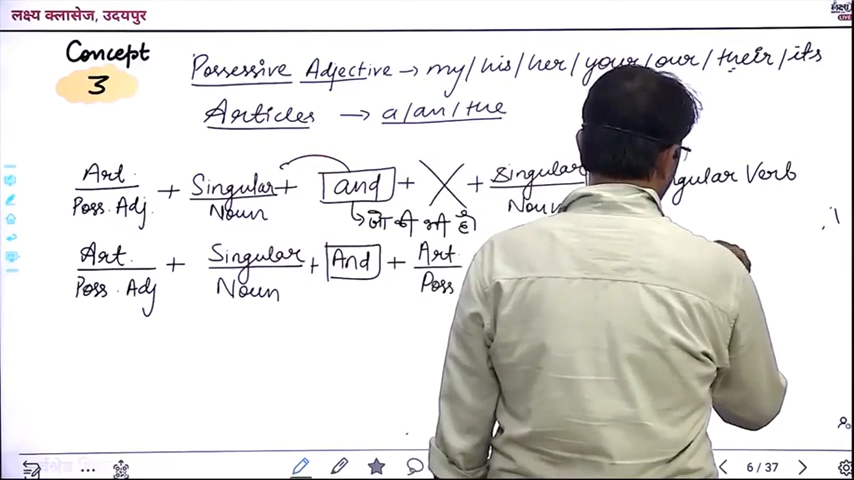 लक्ष्य क्लासेज, उदयपुर
LIVE
Concept
3
Possessive Adjective → my/his/her/your/our/their/its
Articles → a/an/the
Art. + Singular + and + X + Singular Verb
Poss. Adj. Noun Noun
जो की भी है
Art. + Singular + And + Art.
Poss. Adj Noun Poss
6 / 37